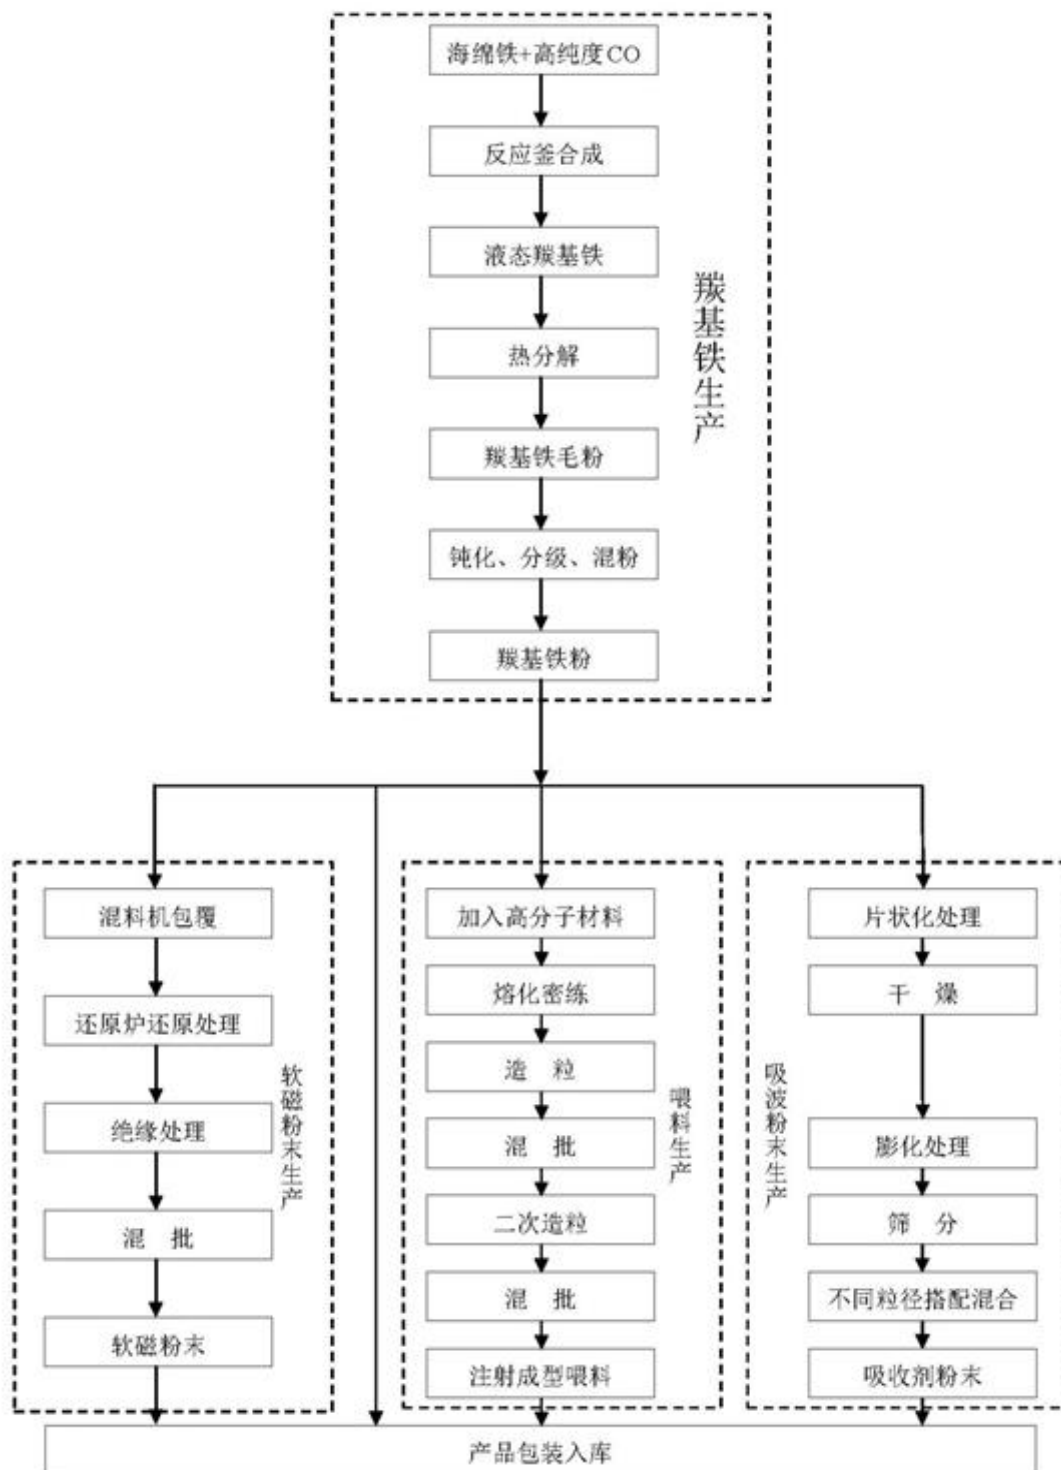 海绵铁+高纯度CO
反应釜合成
液态羰基铁
热分解
羰基铁毛粉
钝化、分级、混粉
羰基铁粉
羰基铁生产
混料机包覆
还原炉还原处理
绝缘处理
混 批
软磁粉末
软磁粉末生产
加入高分子材料
熔化密练
造 粒
混 批
二次造粒
混 批
注射成型喂料
喂料生产
片状化处理
干 燥
膨化处理
筛 分
不同粒径搭配混合
吸收剂粉末
吸波粉末生产
产品包装入库